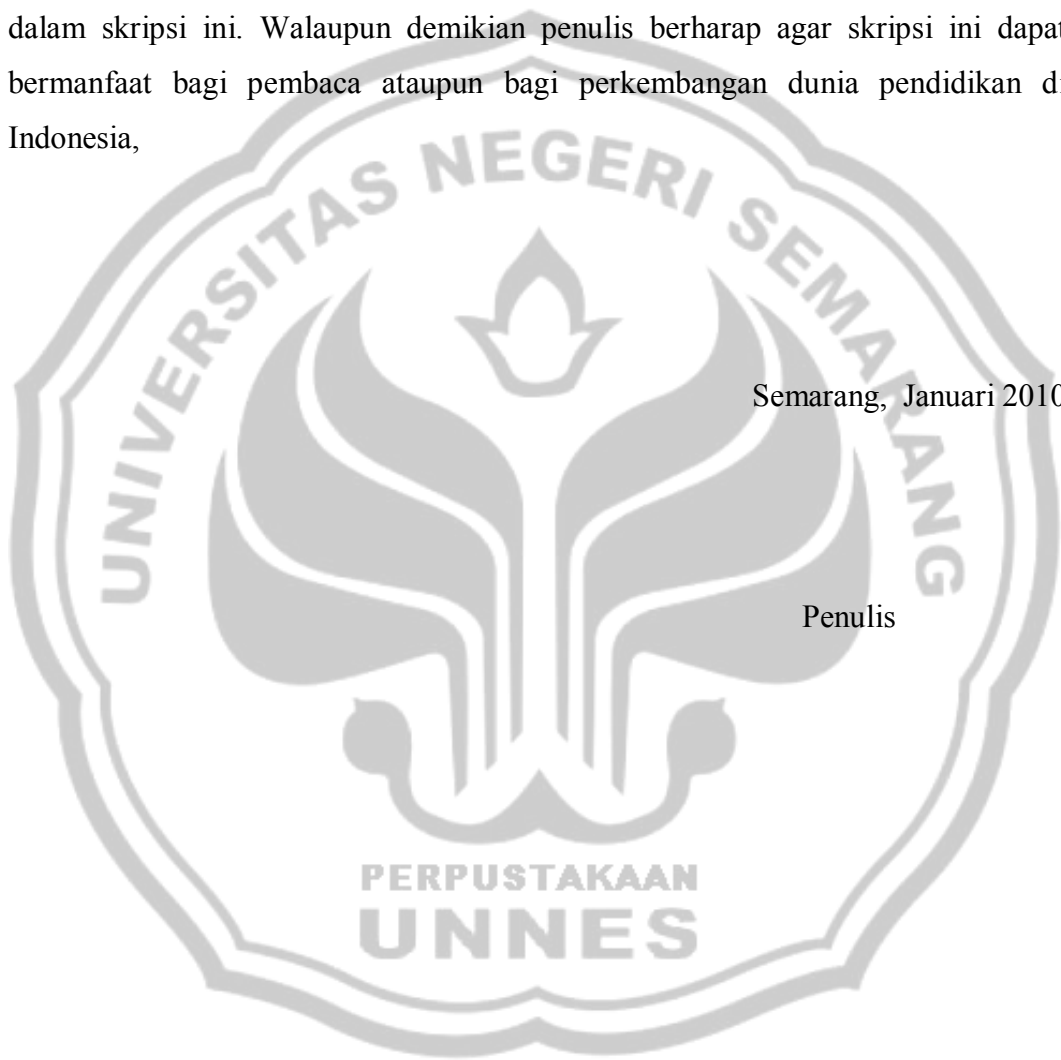 dalam skripsi ini. Walaupun demikian penulis berharap agar skripsi ini dapat
bermanfaat bagi pembaca ataupun bagi perkembangan dunia pendidikan di
Indonesia,
UNIVERSITAS NEGERI SEMARANG
Semarang, Januari 2010
Penulis
PERPUSTAKAAN
UNNES